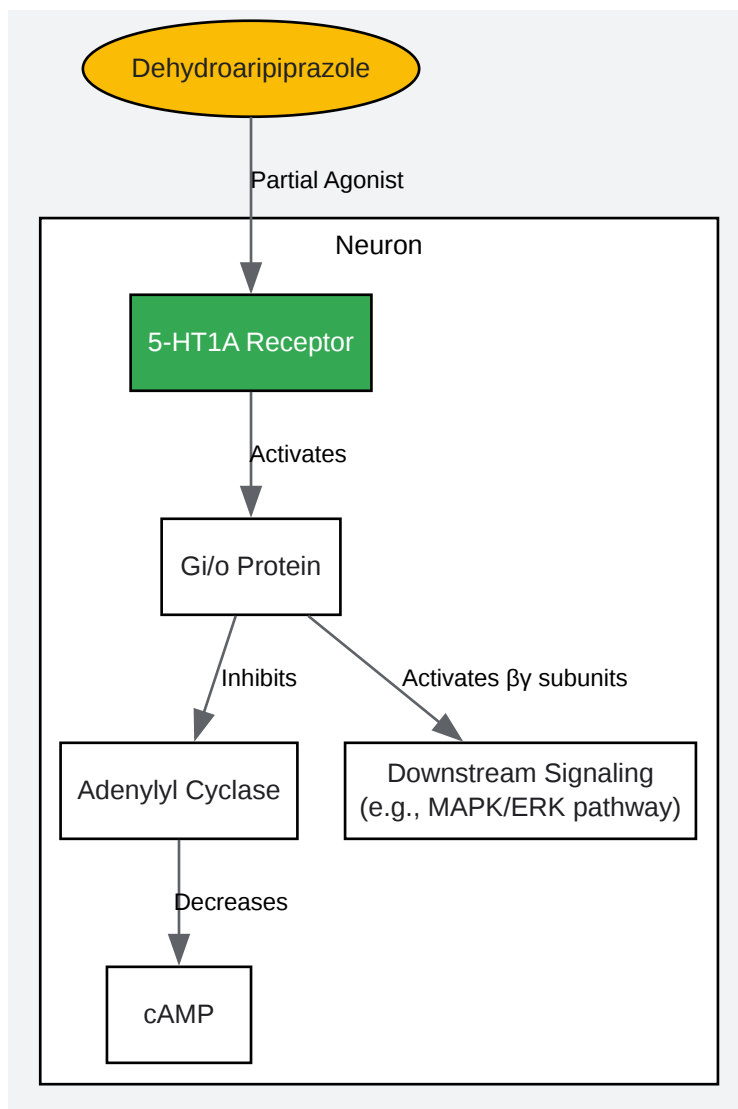 Dehydroaripiprazole
Partial Agonist
Neuron
5-HT1A Receptor
Activates
Gi/o Protein
Inhibits
Activates βγ subunits
Adenylyl Cyclase
Downstream Signaling
(e.g., MAPK/ERK pathway)
Decreases
cAMP